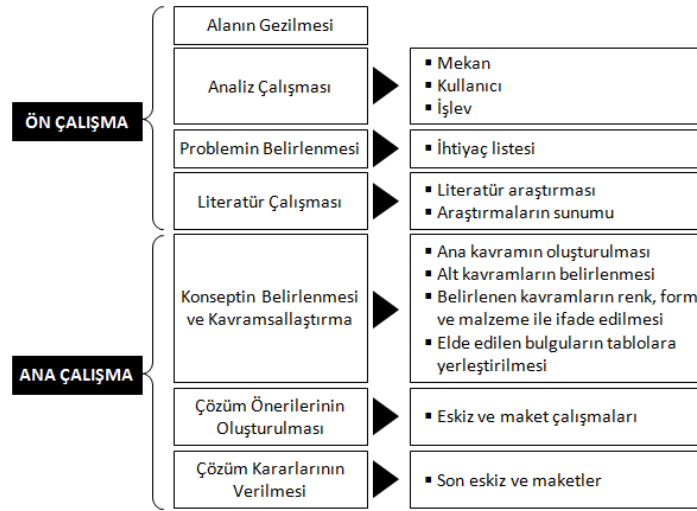 ÖN ÇALIŞMA
Alanın Gezilmesi
Analiz Çalışması
▪ Mekan
▪ Kullanıcı
▪ İşlev
Problemin Belirlenmesi
▪ İhtiyaç listesi
Literatür Çalışması
▪ Literatür araştırması
▪ Araştırmaların sunumu
ANA ÇALIŞMA
Konseptin Belirlenmesi
ve Kavramsallaştırma
▪ Ana kavramın oluşturulması
▪ Alt kavramların belirlenmesi
▪ Belirlenen kavramların renk, form
ve malzeme ile ifade edilmesi
▪ Elde edilen bulguların tablolara
yerleştirilmesi
Çözüm Önerilerinin
Oluşturulması
▪ Eskiz ve maket çalışmaları
Çözüm Kararlarının
Verilmesi
▪ Son eskiz ve maketler